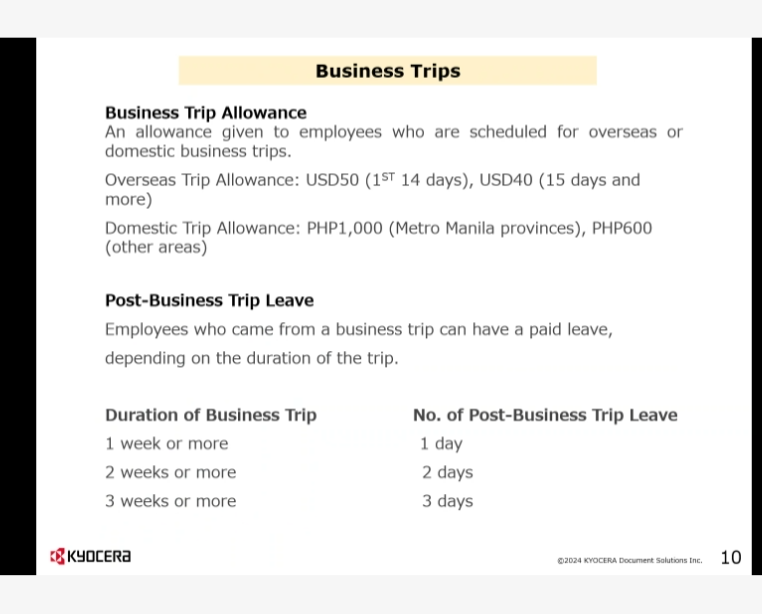 Business Trips
Business Trip Allowance
An allowance given to employees who are scheduled for overseas or
domestic business trips.
Overseas Trip Allowance: USD50 (1ST 14 days), USD40 (15 days and
more)
Domestic Trip Allowance: PHP1,000 (Metro Manila provinces), PHP600
(other areas)
Post-Business Trip Leave
Employees who came from a business trip can have a paid leave,
depending on the duration of the trip.
Duration of Business Trip No. of Post-Business Trip Leave
1 week or more 1 day
2 weeks or more 2 days
3 weeks or more 3 days
KYOCERA ©2024 KYOCERA Document Solutions Inc. 10